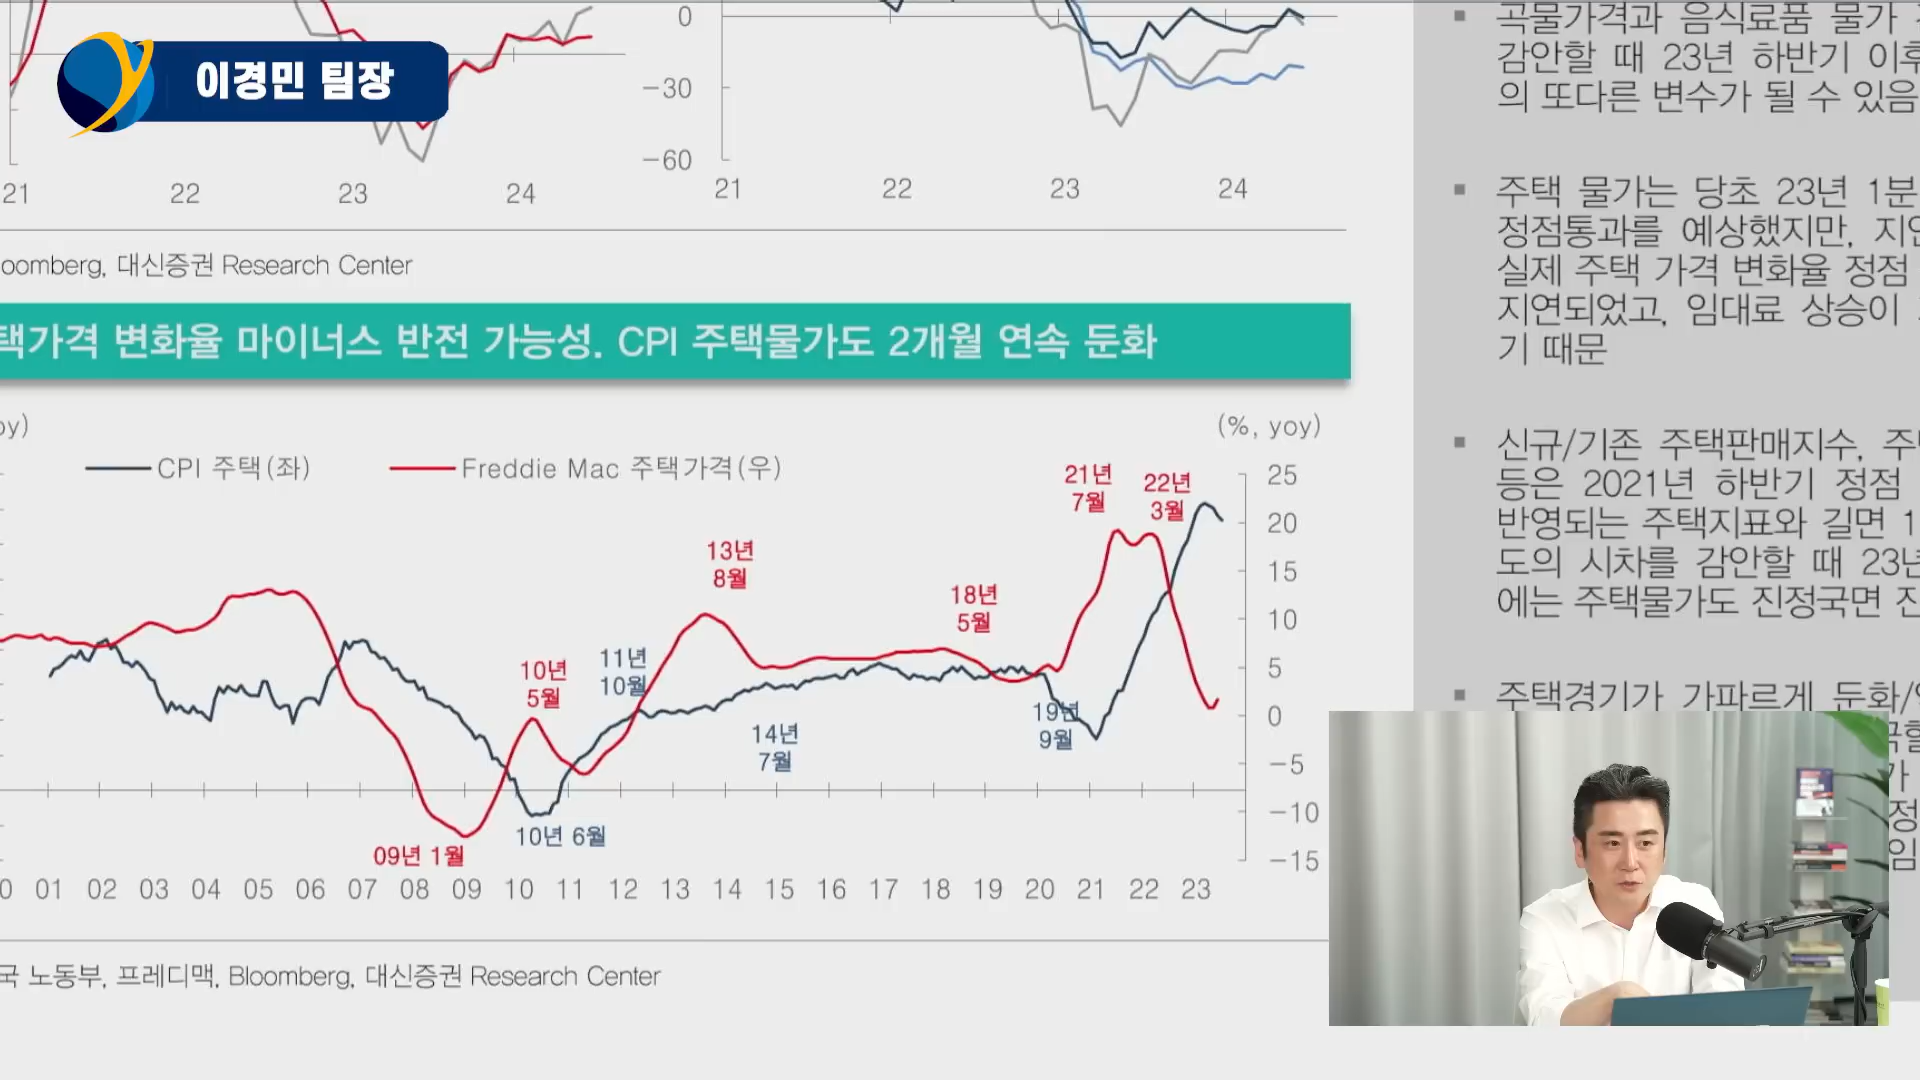 이경민 팀장
0
-30
-60
21 22 23 24
21 22 23 24
oomberg, 대신증권 Research Center
택가격 변화율 마이너스 반전 가능성. CPI 주택물가도 2개월 연속 둔화
oy)
(%, yoy)
CPI 주택(좌)
Freddie Mac 주택가격(우)
25
20
15
10
5
0
-5
-10
-15
21년
7월
22년
3월
13년
8월
18년
5월
11년
10월
10년
5월
19년
9월
14년
7월
10년 6월
09년 1월
0 01 02 03 04 05 06 07 08 09 10 11 12 13 14 15 16 17 18 19 20 21 22 23
국 노동부, 프레디맥, Bloomberg, 대신증권 Research Center
곡물가격과 음식료품 물가
감안할 때 23년 하반기 이후
의 또다른 변수가 될 수 있음
주택 물가는 당초 23년 1분
정점통과를 예상했지만, 지연
실제 주택 가격 변화율 정점
지연되었고, 임대료 상승이
기 때문
신규/기존 주택판매지수, 주택
등은 2021년 하반기 정점
반영되는 주택지표와 길면 1
도의 시차를 감안할 때 23년
에는 주택물가도 진정국면 진
주택경기가 가파르게 둔화/
가
정
임